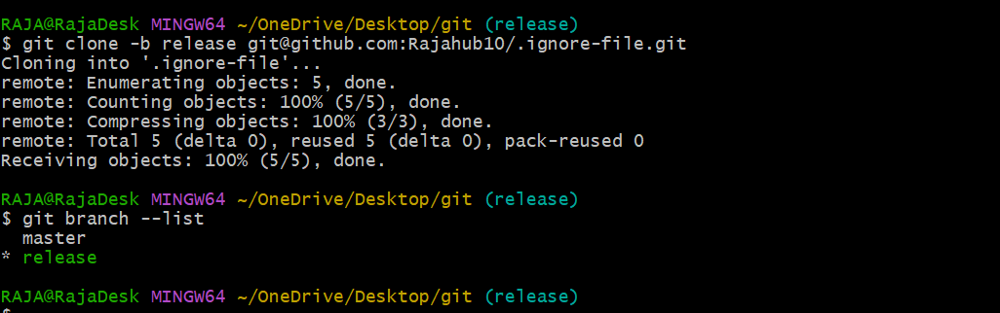 RAJA@RajaDesk MINGW64 ~/OneDrive/Desktop/git (release)
$ git clone -b release git@github.com:Rajahub10/.ignore-file.git
Cloning into '.ignore-file'...
remote: Enumerating objects: 5, done.
remote: Counting objects: 100% (5/5), done.
remote: Compressing objects: 100% (3/3), done.
remote: Total 5 (delta 0), reused 5 (delta 0), pack-reused 0
Receiving objects: 100% (5/5), done.
RAJA@RajaDesk MINGW64 ~/OneDrive/Desktop/git (release)
$ git branch --list
  master
* release
RAJA@RajaDesk MINGW64 ~/OneDrive/Desktop/git (release)
$